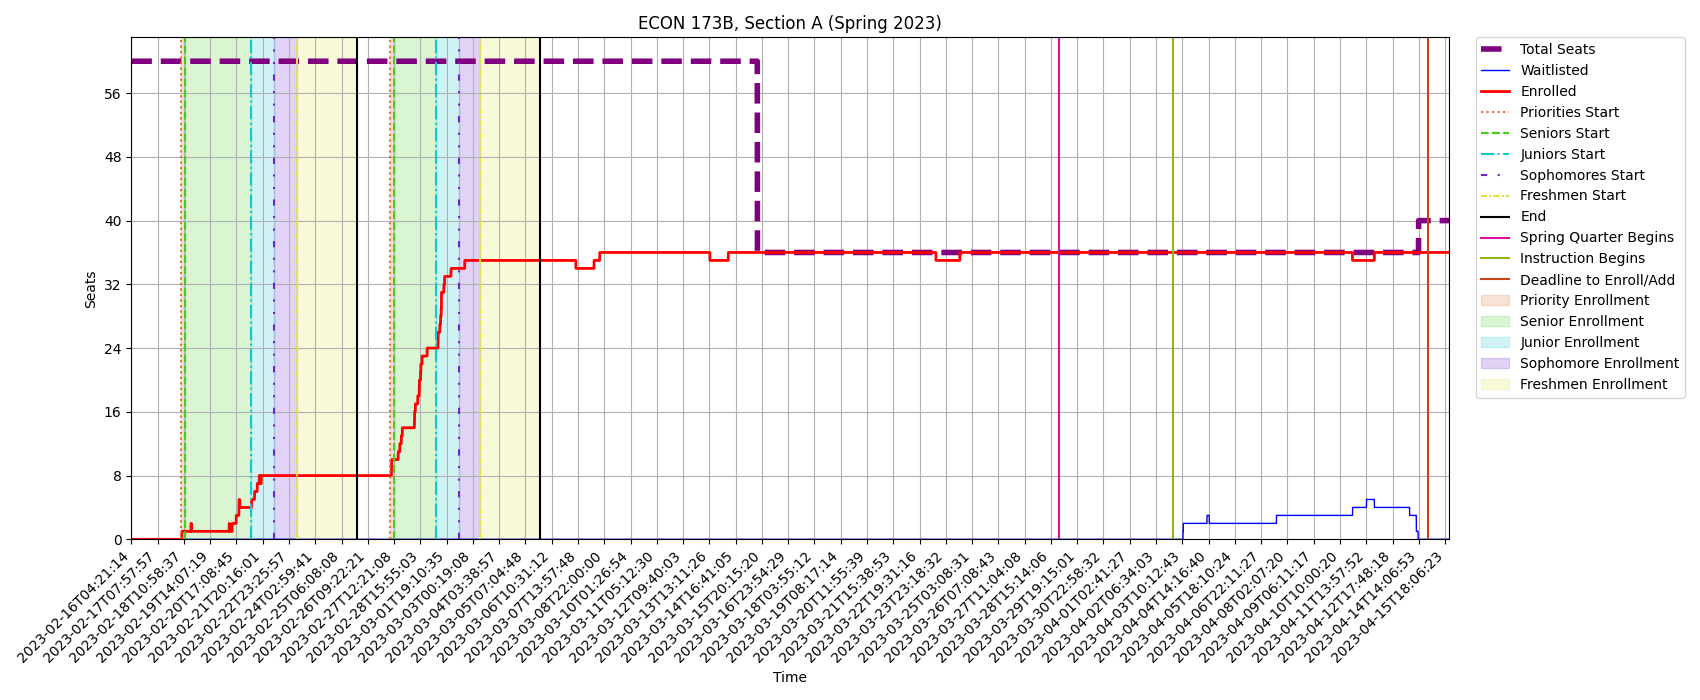 ECON 173B, Section A (Spring 2023)
Seats
56
48
40
32
24
16
8
0
2023-02-16T04:21:14
2023-02-17T07:57:57
2023-02-18T10:58:37
2023-02-19T14:07:19
2023-02-20T17:08:45
2023-02-21T20:16:01
2023-02-22T23:25:57
2023-02-24T02:59:41
2023-02-25T06:08:08
2023-02-26T09:22:21
2023-02-27T12:21:08
2023-02-28T15:55:03
2023-03-01T19:10:35
2023-03-03T00:19:08
2023-03-04T03:38:57
2023-03-05T07:04:48
2023-03-06T10:31:12
2023-03-07T13:57:48
2023-03-08T22:00:00
2023-03-10T01:26:54
2023-03-11T05:12:30
2023-03-12T09:40:03
2023-03-13T13:11:26
2023-03-14T16:41:05
2023-03-15T20:15:20
2023-03-16T23:54:29
2023-03-18T03:55:12
2023-03-19T08:17:14
2023-03-20T11:55:39
2023-03-21T15:38:53
2023-03-22T19:31:16
2023-03-23T23:18:32
2023-03-25T03:08:31
2023-03-26T07:08:43
2023-03-27T11:04:08
2023-03-28T15:14:06
2023-03-29T19:15:01
2023-03-30T22:58:32
2023-04-01T02:41:27
2023-04-02T06:34:03
2023-04-03T10:12:43
2023-04-04T14:16:40
2023-04-05T18:10:24
2023-04-06T22:11:27
2023-04-08T02:07:20
2023-04-09T06:11:17
2023-04-10T10:00:20
2023-04-11T13:57:52
2023-04-12T17:48:18
2023-04-14T14:06:53
2023-04-15T18:06:23
Time
Total Seats
Waitlisted
Enrolled
Priorities Start
Seniors Start
Juniors Start
Sophomores Start
Freshmen Start
End
Spring Quarter Begins
Instruction Begins
Deadline to Enroll/Add
Priority Enrollment
Senior Enrollment
Junior Enrollment
Sophomore Enrollment
Freshmen Enrollment